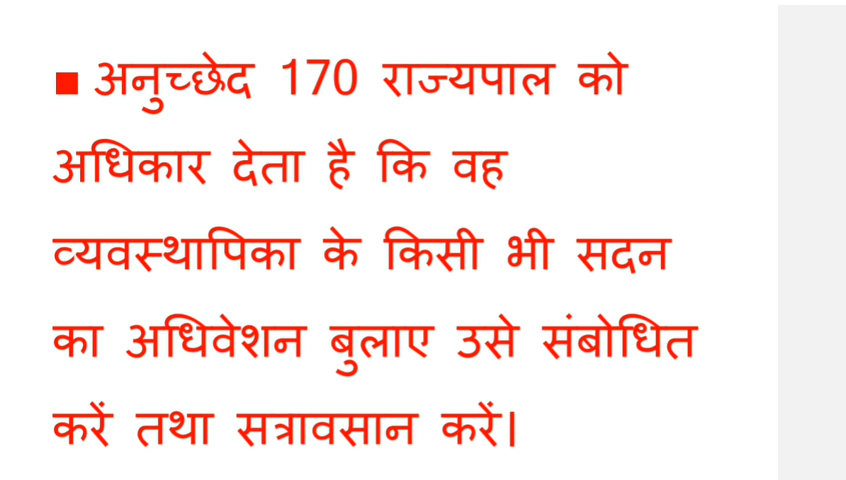 ▪ अनुच्छेद 170 राज्यपाल को
अधिकार देता है कि वह
व्यवस्थापिका के किसी भी सदन
का अधिवेशन बुलाए उसे संबोधित
करें तथा सत्रावसान करें।